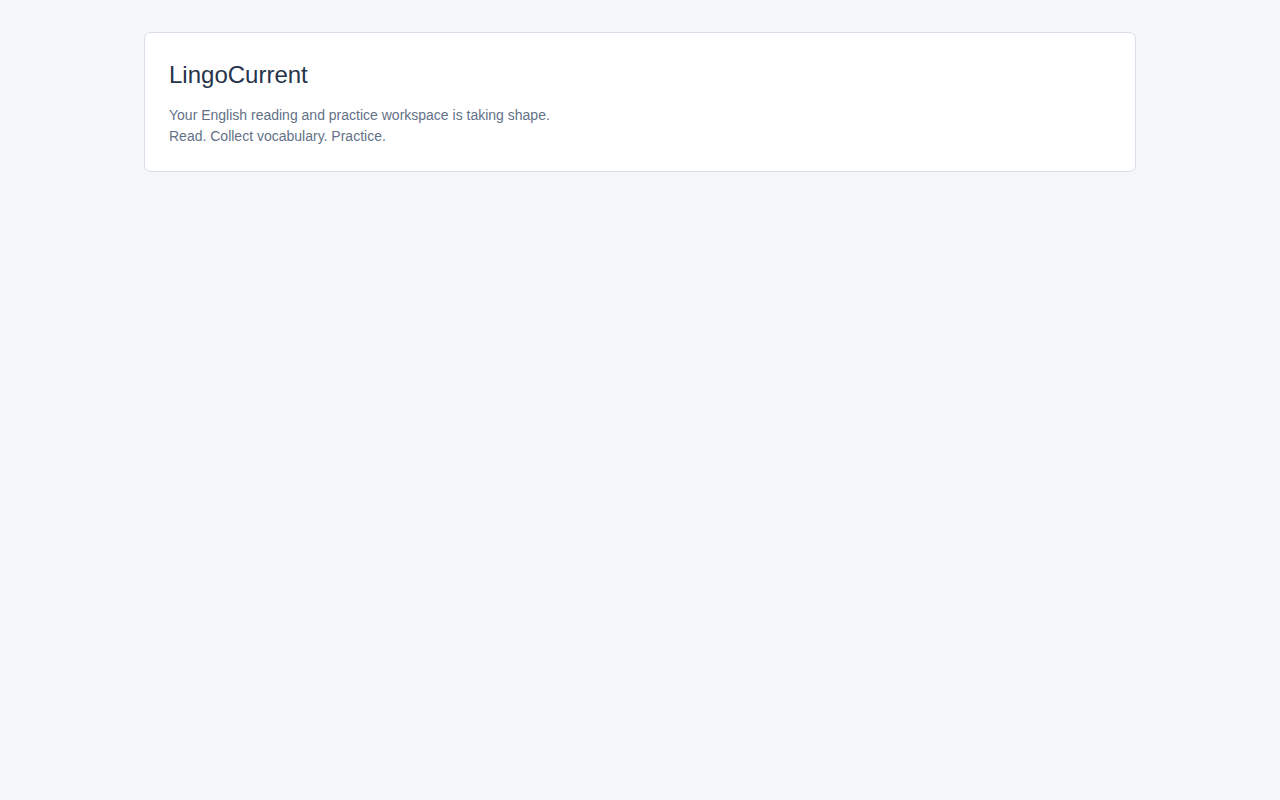 LingoCurrent
Your English reading and practice workspace is taking shape.
Read. Collect vocabulary. Practice.